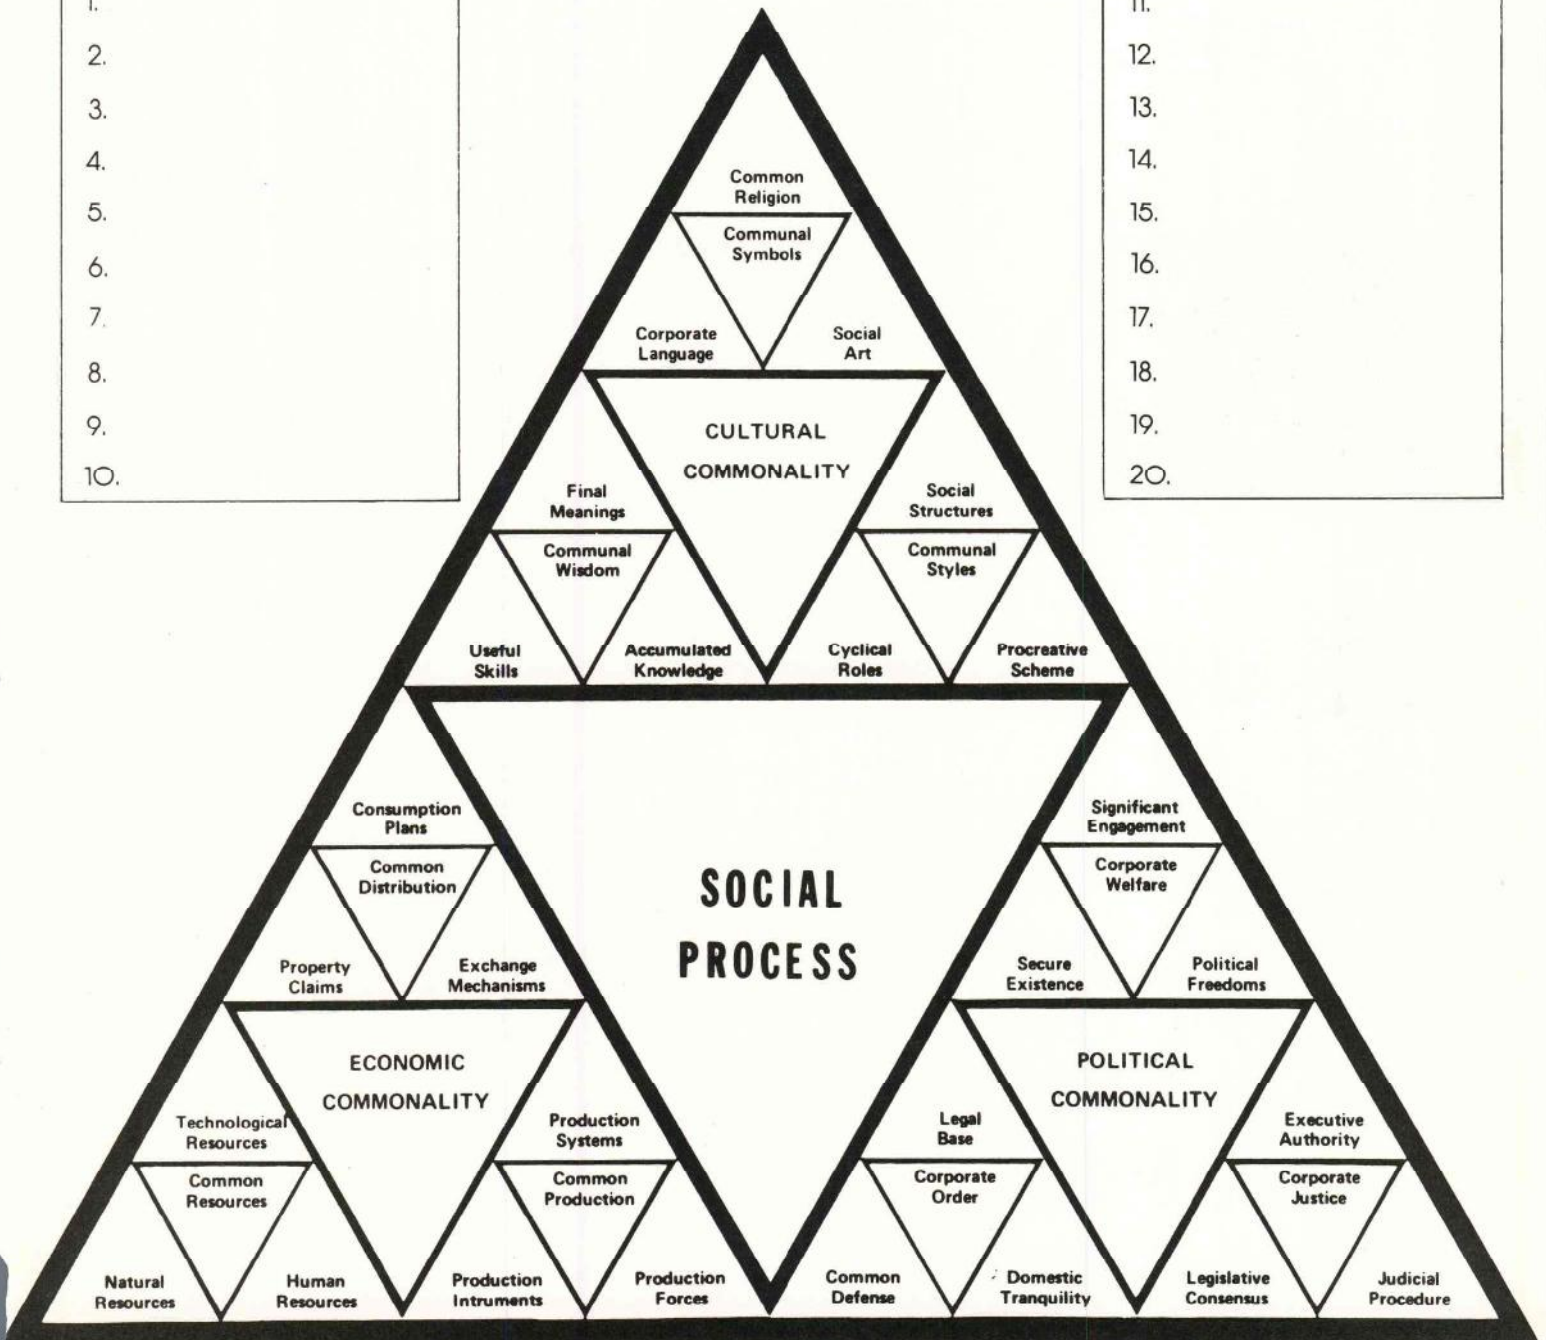 1.
2.
3.
4.
5.
6.
7.
8.
9.
10.
11.
12.
13.
14.
15.
16.
17.
18.
19.
20.
Common
Religion
Communal
Symbols
Corporate
Language
Social
Art
CULTURAL
COMMONALITY
Final
Meanings
Communal
Wisdom
Useful
Skills
Accumulated
Knowledge
Social
Structures
Communal
Styles
Cyclical
Roles
Procreative
Scheme
SOCIAL
PROCESS
Consumption
Plans
Common
Distribution
Property
Claims
Exchange
Mechanisms
ECONOMIC
COMMONALITY
Technological
Resources
Common
Resources
Natural
Resources
Human
Resources
Production
Systems
Common
Production
Production
Intruments
Production
Forces
Significant
Engagement
Corporate
Welfare
Secure
Existence
Political
Freedoms
POLITICAL
COMMONALITY
Legal
Base
Corporate
Order
Common
Defense
Domestic
Tranquility
Executive
Authority
Corporate
Justice
Legislative
Consensus
Judicial
Procedure